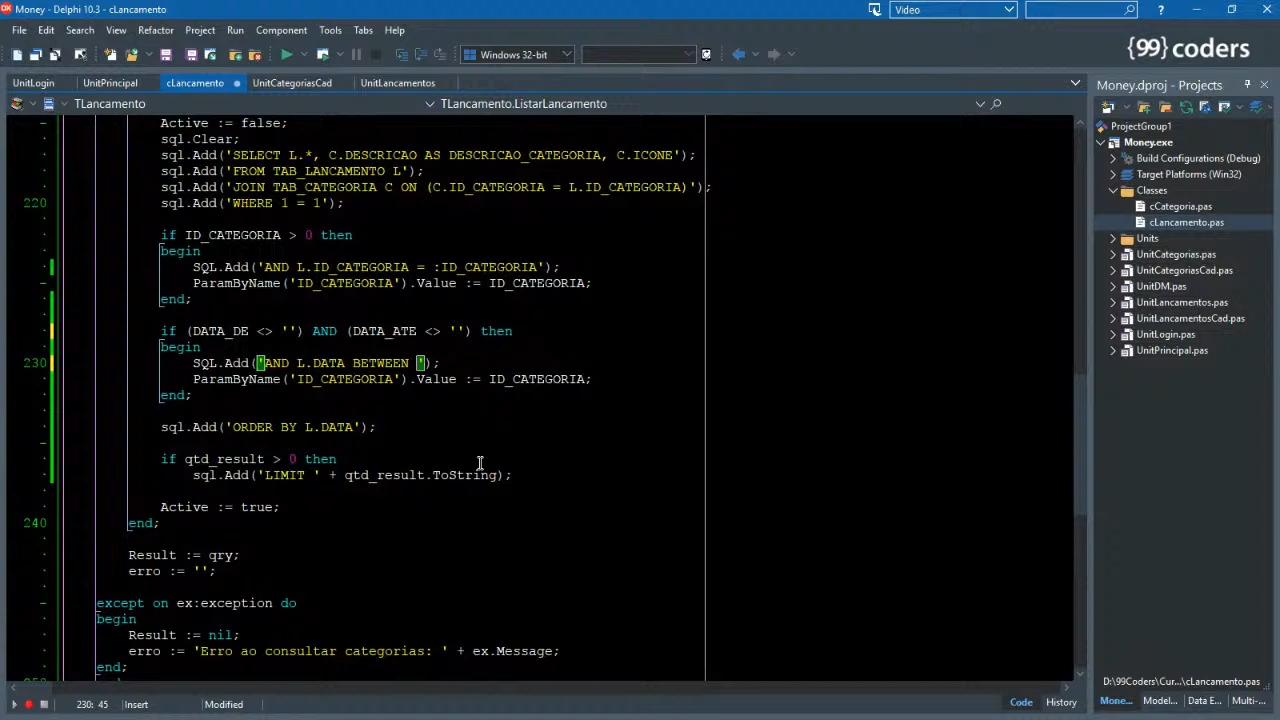 Money - Delphi 10.3 - cLancamento
Video
File Edit Search View Refactor Project Run Component Tools Tabs Help
Windows 32-bit
{99} coders
UnitLogin UnitPrincipal cLancamento UnitCategoriasCad UnitLancamentos
TLancamento
TLancamento.ListarLancamento
Active := false;
sql.Clear;
sql.Add('SELECT L.*, C.DESCRICAO AS DESCRICAO_CATEGORIA, C.ICONE');
sql.Add('FROM TAB_LANCAMENTO L');
sql.Add('JOIN TAB_CATEGORIA C ON (C.ID_CATEGORIA = L.ID_CATEGORIA)');
220 sql.Add('WHERE 1 = 1');
if ID_CATEGORIA > 0 then
begin
SQL.Add('AND L.ID_CATEGORIA = :ID_CATEGORIA');
ParamByName('ID_CATEGORIA').Value := ID_CATEGORIA;
end;
if (DATA_DE <> '') AND (DATA_ATE <> '') then
begin
230 SQL.Add('AND L.DATA BETWEEN ');
ParamByName('ID_CATEGORIA').Value := ID_CATEGORIA;
end;
sql.Add('ORDER BY L.DATA');
if qtd_result > 0 then
sql.Add('LIMIT ' + qtd_result.ToString);
Active := true;
240 end;
Result := qry;
erro := '';
except on ex:exception do
begin
Result := nil;
erro := 'Erro ao consultar categorias: ' + ex.Message;
end;
230: 45 Insert Modified Code History
Money.dproj - Projects
ProjectGroup1
Money.exe
Build Configurations (Debug)
Target Platforms (Win32)
Classes
cCategoria.pas
cLancamento.pas
Units
UnitCategorias.pas
UnitCategoriasCad.pas
UnitDM.pas
UnitLancamentos.pas
UnitLancamentosCad.pas
UnitLogin.pas
UnitPrincipal.pas
D:\99Coders\Cur...\cLancamento.pas
Mone... Model... Data E... Multi-...